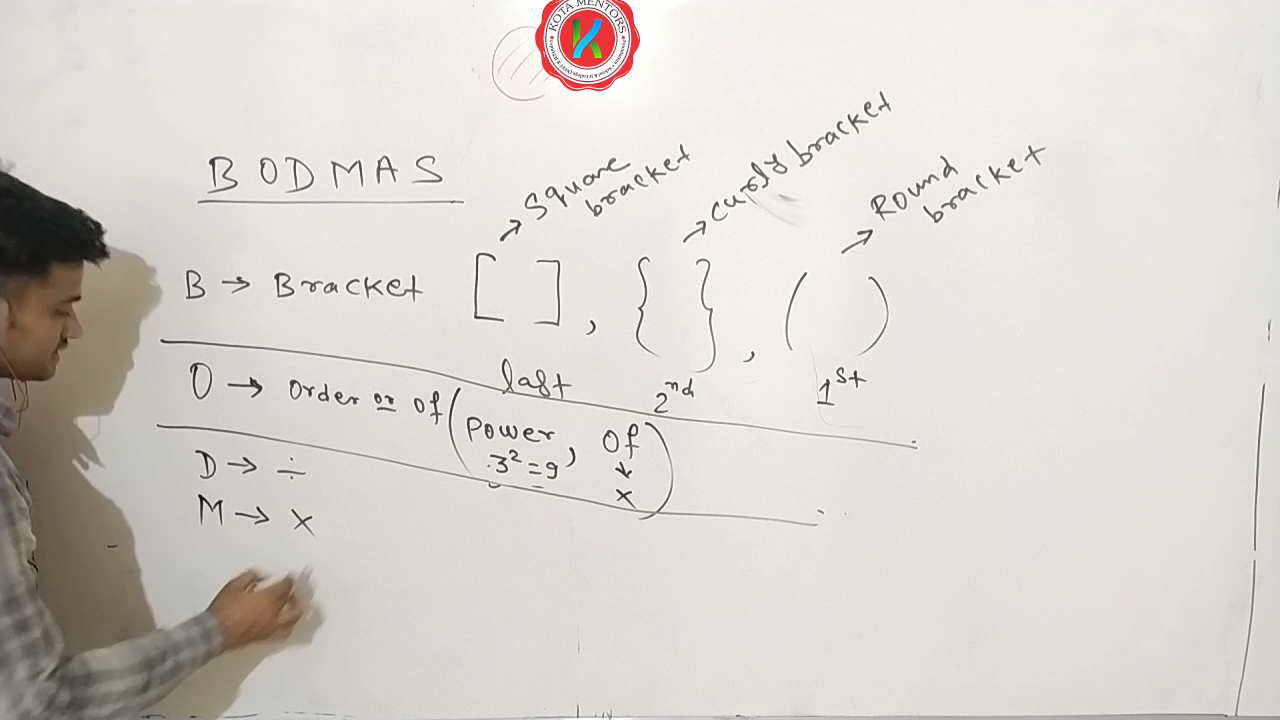 KOTA MENTORS
BODMAS
B → Bracket [ ], { }, ( )
→ Square bracket
→ Curly bracket
→ Round bracket
last 2nd 1st
O → Order or Of (Power, Of
3² = 9 ↓
×)
D → ÷
M → ×